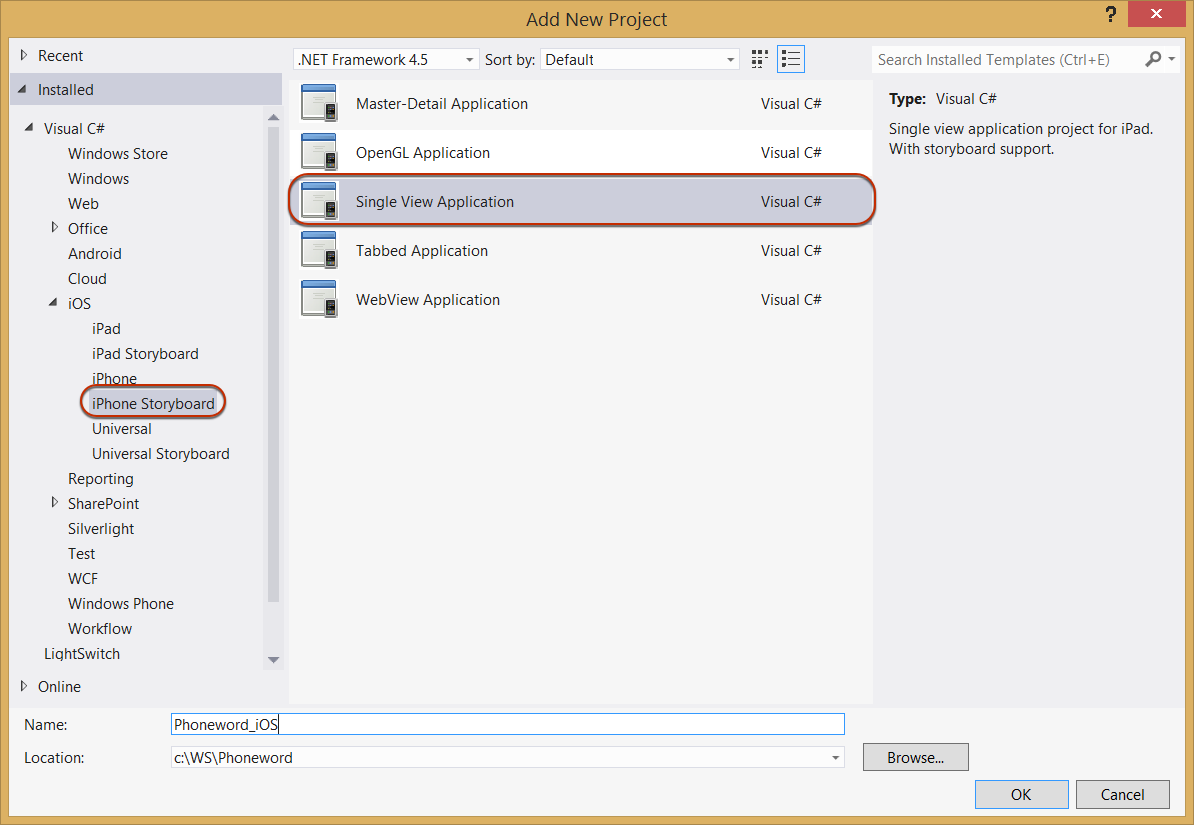 Add New Project
?
Recent
Installed
Visual C#
Windows Store
Windows
Web
Office
Android
Cloud
iOS
iPad
iPad Storyboard
iPhone
iPhone Storyboard
Universal
Universal Storyboard
Reporting
SharePoint
Silverlight
Test
WCF
Windows Phone
Workflow
LightSwitch
Online
.NET Framework 4.5 Sort by: Default
Master-Detail Application Visual C#
OpenGL Application Visual C#
Single View Application Visual C#
Tabbed Application Visual C#
WebView Application Visual C#
Search Installed Templates (Ctrl+E)
Type: Visual C#
Single view application project for iPad.
With storyboard support.
Name: Phoneword_iOS
Location: c:\WS\Phoneword Browse...
OK Cancel